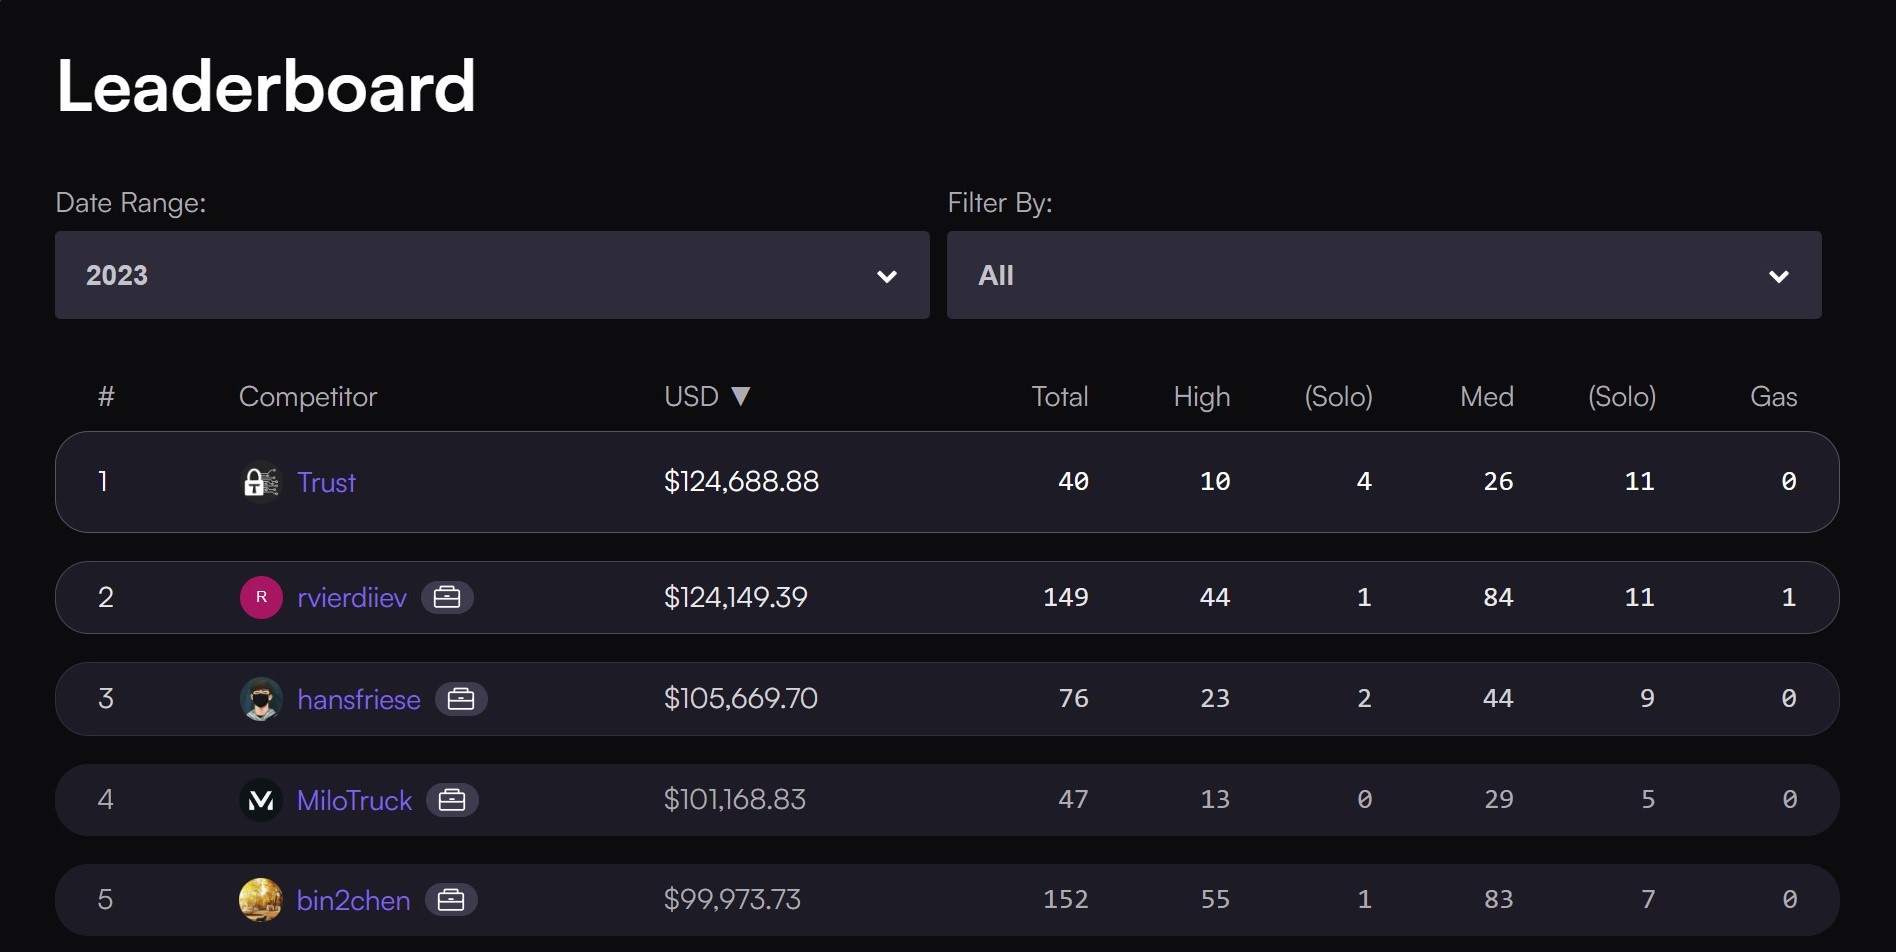 Leaderboard
Date Range: Filter By:
2023 All
# Competitor USD ▼ Total High (Solo) Med (Solo) Gas
1 Trust $124,688.88 40 10 4 26 11 0
2 R rvierdiiev $124,149.39 149 44 1 84 11 1
3 hansfriese $105,669.70 76 23 2 44 9 0
4 MiloTruck $101,168.83 47 13 0 29 5 0
5 bin2chen $99,973.73 152 55 1 83 7 0